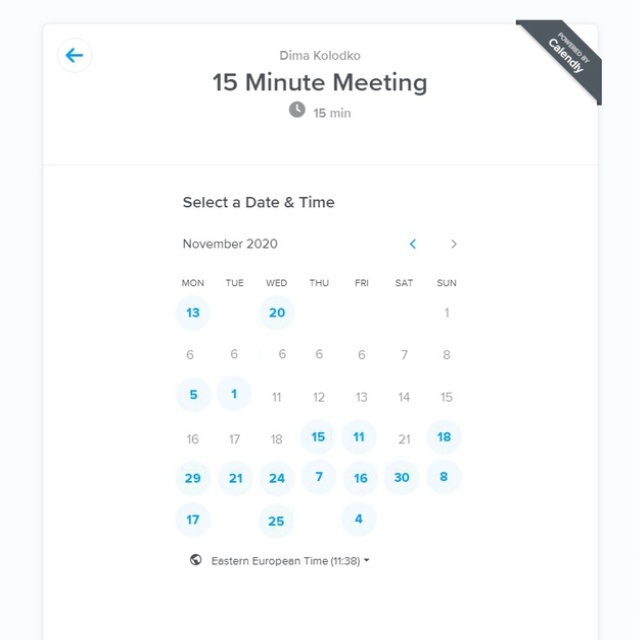 POWERED BY
Calendly
Dima Kolodko
15 Minute Meeting
15 min
Select a Date & Time
November 2020
MON TUE WED THU FRI SAT SUN
13 20 1
6 6 6 6 6 7 8
5 1 11 12 13 14 15
16 17 18 15 11 21 18
29 21 24 7 16 30 8
17 25 4
Eastern European Time (11:38)